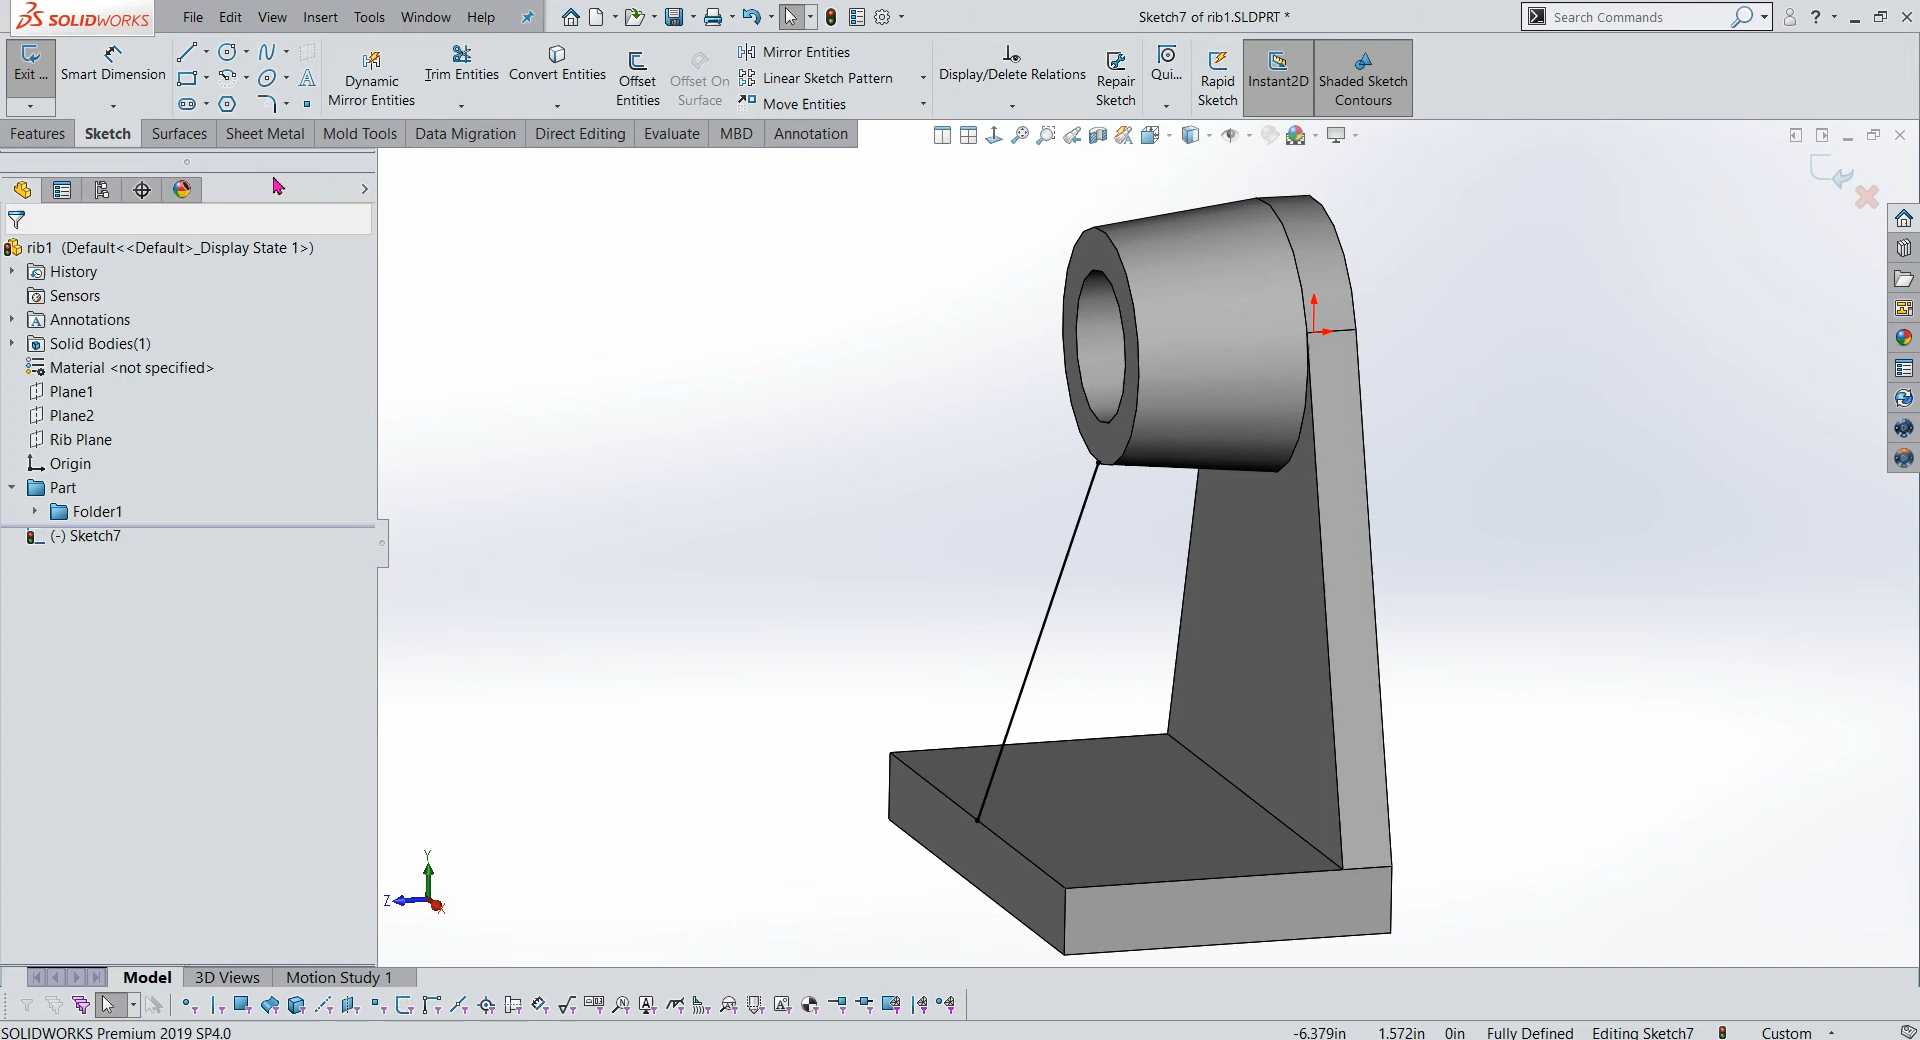 SOLIDWORKS
File Edit View Insert Tools Window Help
Sketch7 of rib1.SLDPRT *
Search Commands
?
Exit ...
Smart Dimension
Dynamic
Mirror Entities
Trim Entities
Convert Entities
Offset
Entities
Offset On
Surface
Mirror Entities
Linear Sketch Pattern
Move Entities
Display/Delete Relations
Repair
Sketch
Qui...
Rapid
Sketch
Instant2D
Shaded Sketch
Contours
Features Sketch Surfaces Sheet Metal Mold Tools Data Migration Direct Editing Evaluate MBD Annotation
rib1 (Default<<Default>_Display State 1>)
History
Sensors
Annotations
Solid Bodies(1)
Material <not specified>
Plane1
Plane2
Rib Plane
Origin
Part
Folder1
(-) Sketch7
Y
Z
X
Model 3D Views Motion Study 1
SOLIDWORKS Premium 2019 SP4.0
-6.379in 1.572in 0in Fully Defined Editing Sketch7 Custom